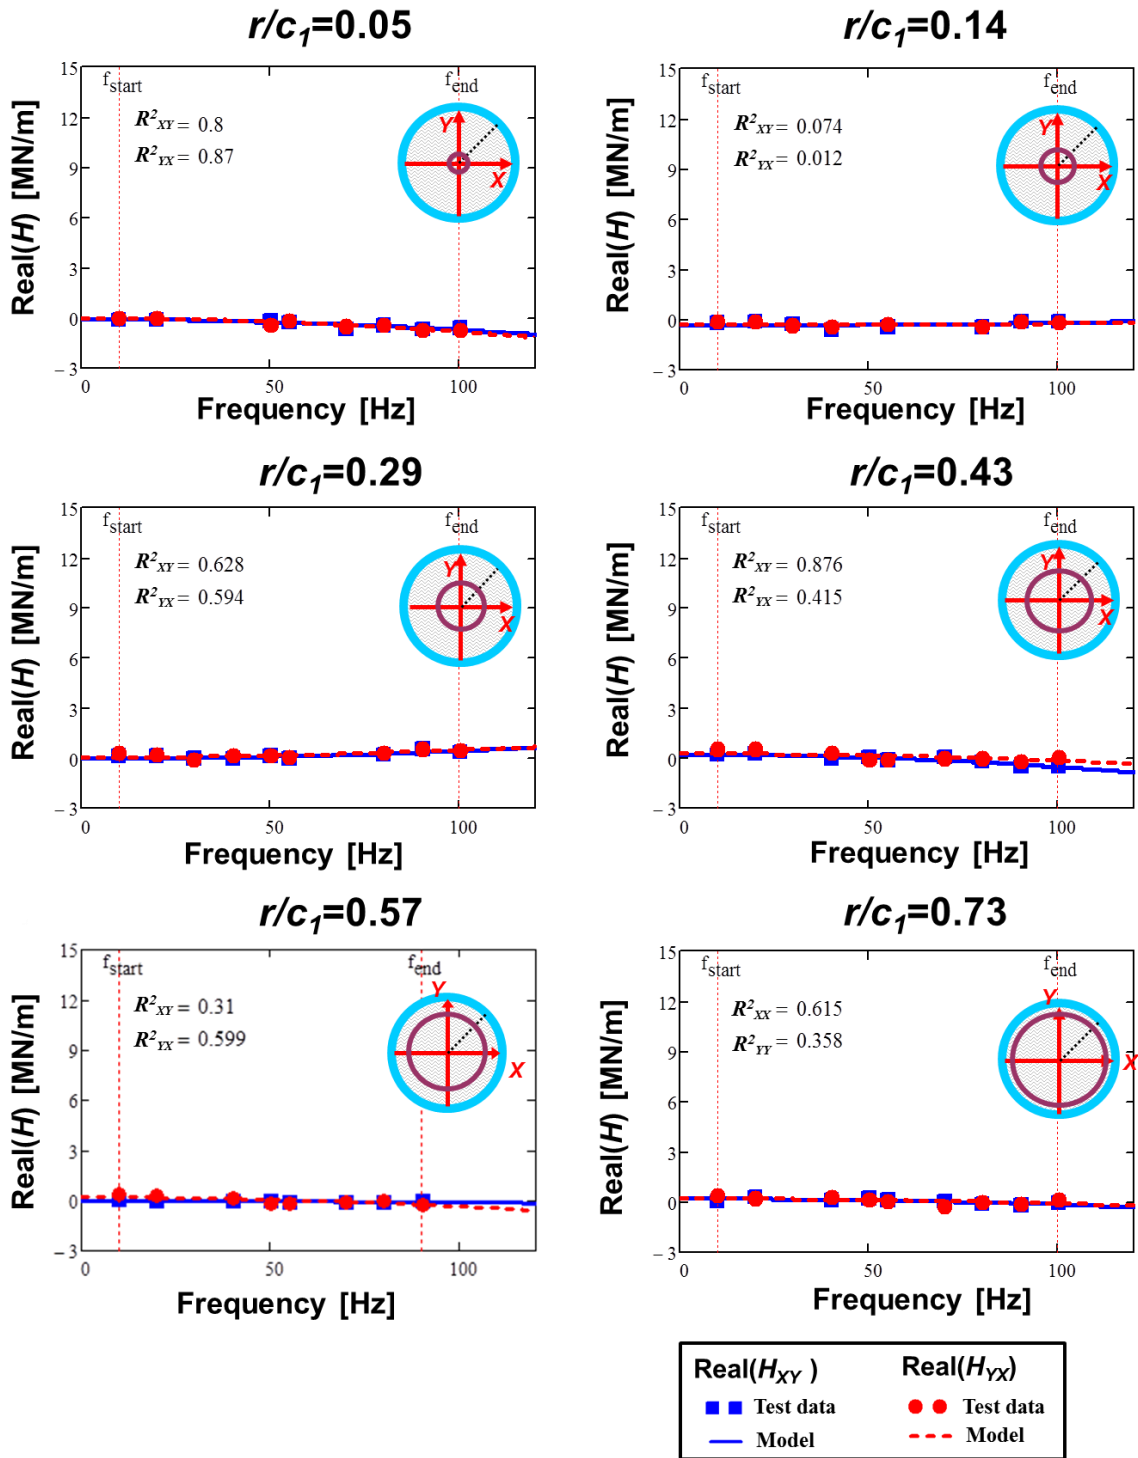 r/c1=0.05
15
12
9
6
3
0
− 3
Real(H) [MN/m]
fstart
fend
R²XY = 0.8
R²YX = 0.87
Y
X
0
50
100
Frequency [Hz]
r/c1=0.14
15
12
9
6
3
0
− 3
Real(H) [MN/m]
fstart
fend
R²XY = 0.074
R²YX = 0.012
Y
X
0
50
100
Frequency [Hz]
r/c1=0.29
15
12
9
6
3
0
− 3
Real(H) [MN/m]
fstart
fend
R²XY = 0.628
R²YX = 0.594
Y
X
0
50
100
Frequency [Hz]
r/c1=0.43
15
12
9
6
3
0
− 3
Real(H) [MN/m]
fstart
fend
R²XY = 0.876
R²YX = 0.415
Y
X
0
50
100
Frequency [Hz]
r/c1=0.57
15
12
9
6
3
0
− 3
Real(H) [MN/m]
fstart
fend
R²XY = 0.31
R²YX = 0.599
Y
X
0
50
100
Frequency [Hz]
r/c1=0.73
15
12
9
6
3
0
− 3
Real(H) [MN/m]
fstart
fend
R²XX = 0.615
R²YY = 0.358
Y
X
0
50
100
Frequency [Hz]
Real(HXY ) Real(HYX)
Test data Test data
Model Model